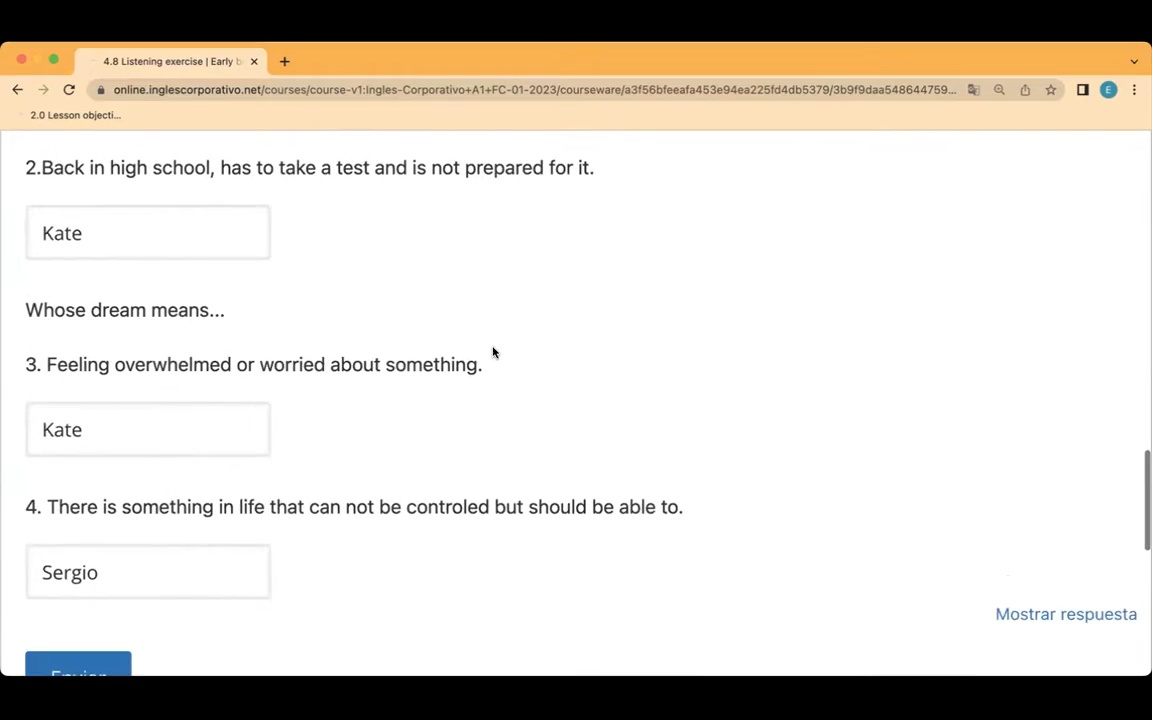 4.8 Listening exercise | Early b
online.inglescorporativo.net/courses/course-v1:Ingles-Corporativo+A1+FC-01-2023/courseware/a3f56bfeeafa453e94ea225fd4db5379/3b9f9daa548644759...
E
2.0 Lesson objecti...
2.Back in high school, has to take a test and is not prepared for it.
Kate
Whose dream means...
3. Feeling overwhelmed or worried about something.
Kate
4. There is something in life that can not be controled but should be able to.
Sergio
Mostrar respuesta
Enviar